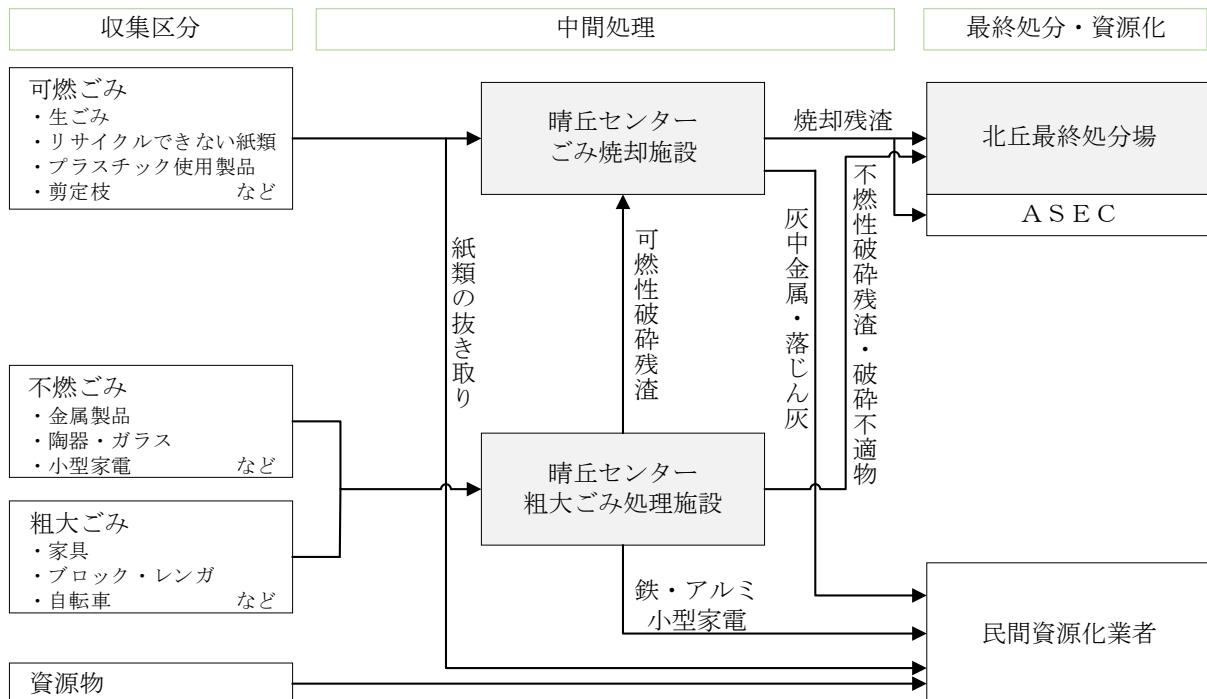 収集区分
中間処理
最終処分・資源化
可燃ごみ
・生ごみ
・リサイクルできない紙類
・プラスチック使用製品
・剪定枝 など
晴丘センター
ごみ焼却施設
焼却残渣
北丘最終処分場
ＡＳＥＣ
紙類の抜き取り
可燃性破砕残渣
灰中金属・落じん灰
不燃性破砕残渣・破砕不適物
不燃ごみ
・金属製品
・陶器・ガラス
・小型家電 など
晴丘センター
粗大ごみ処理施設
粗大ごみ
・家具
・ブロック・レンガ
・自転車 など
鉄・アルミ
小型家電
民間資源化業者
資源物